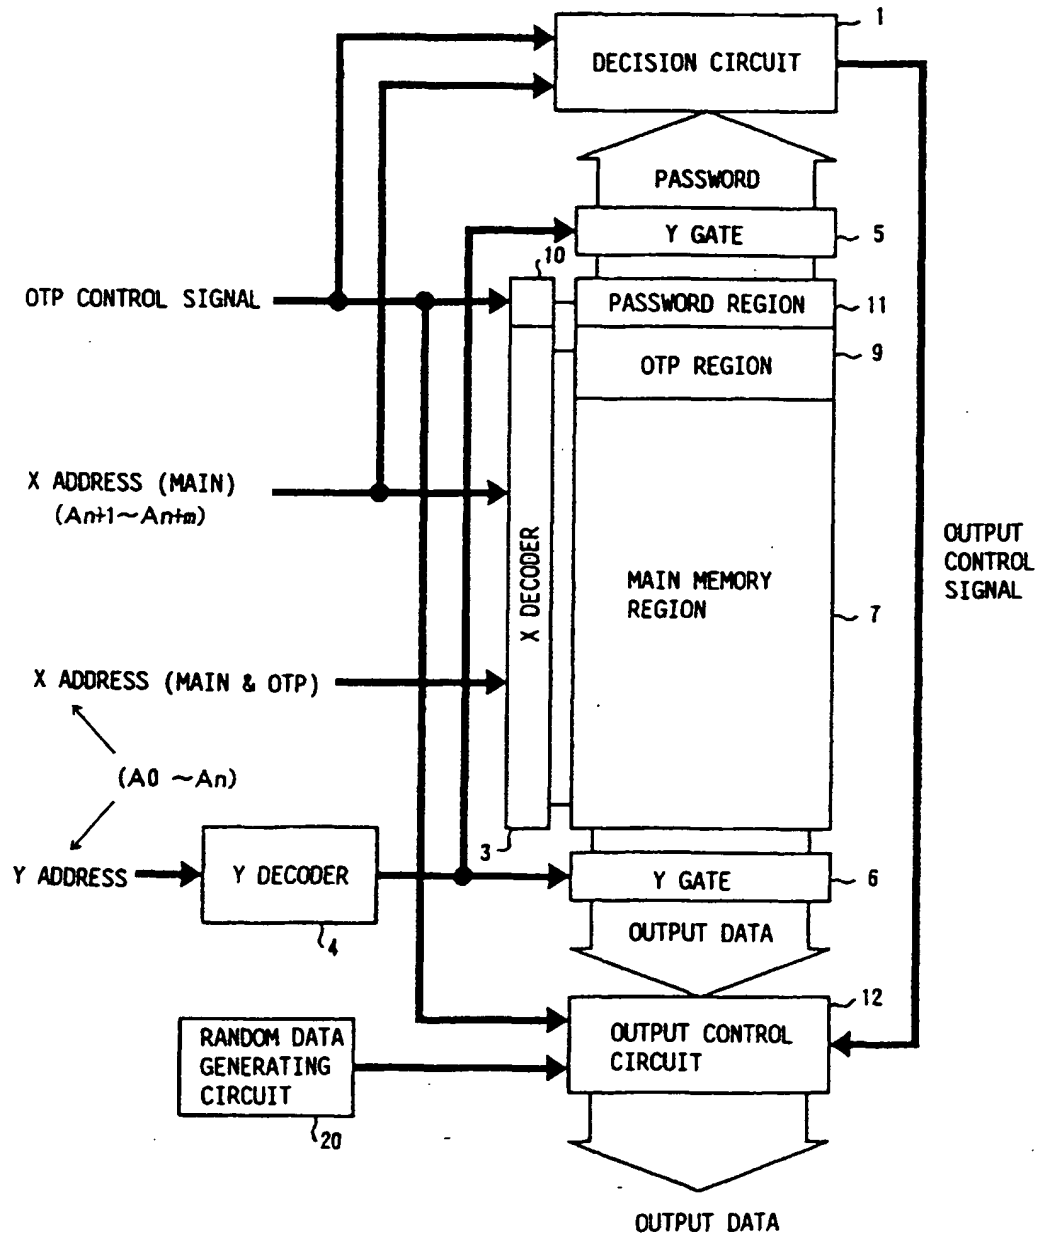 1
DECISION CIRCUIT
PASSWORD
Y GATE
5
10
OTP CONTROL SIGNAL
PASSWORD REGION
11
OTP REGION
9
X ADDRESS (MAIN)
(An+1~An+m)
X DECODER
OUTPUT
CONTROL
SIGNAL
MAIN MEMORY
REGION
7
X ADDRESS (MAIN & OTP)
(A0 ~An)
3
Y ADDRESS
Y DECODER
4
Y GATE
6
OUTPUT DATA
12
OUTPUT CONTROL
CIRCUIT
RANDOM DATA
GENERATING
CIRCUIT
20
OUTPUT DATA